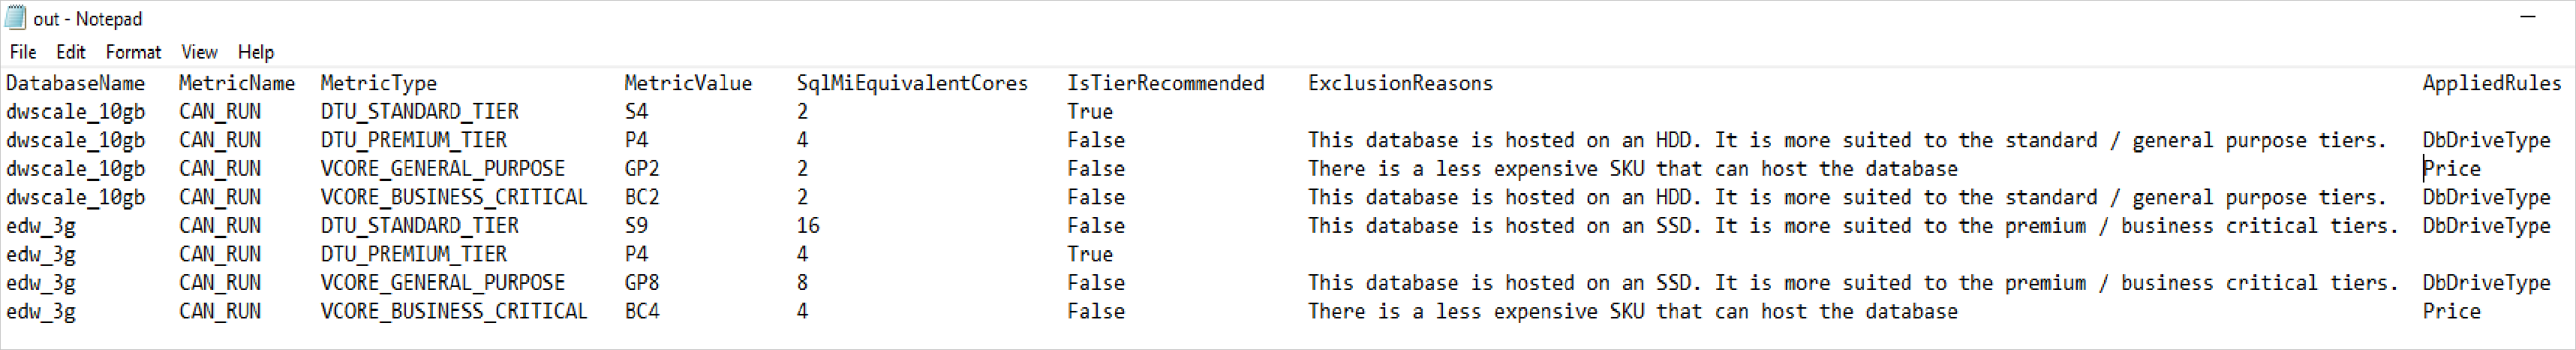 out - Notepad
File Edit Format View Help
DatabaseName MetricName MetricType MetricValue SqlMiEquivalentCores IsTierRecommended ExclusionReasons AppliedRules
dwscale_10gb CAN_RUN DTU_STANDARD_TIER S4 2 True
dwscale_10gb CAN_RUN DTU_PREMIUM_TIER P4 4 False This database is hosted on an HDD. It is more suited to the standard / general purpose tiers. DbDriveType
dwscale_10gb CAN_RUN VCORE_GENERAL_PURPOSE GP2 2 False There is a less expensive SKU that can host the database Price
dwscale_10gb CAN_RUN VCORE_BUSINESS_CRITICAL BC2 2 False This database is hosted on an HDD. It is more suited to the standard / general purpose tiers. DbDriveType
edw_3g CAN_RUN DTU_STANDARD_TIER S9 16 False This database is hosted on an SSD. It is more suited to the premium / business critical tiers. DbDriveType
edw_3g CAN_RUN DTU_PREMIUM_TIER P4 4 True
edw_3g CAN_RUN VCORE_GENERAL_PURPOSE GP8 8 False This database is hosted on an SSD. It is more suited to the premium / business critical tiers. DbDriveType
edw_3g CAN_RUN VCORE_BUSINESS_CRITICAL BC4 4 False There is a less expensive SKU that can host the database Price